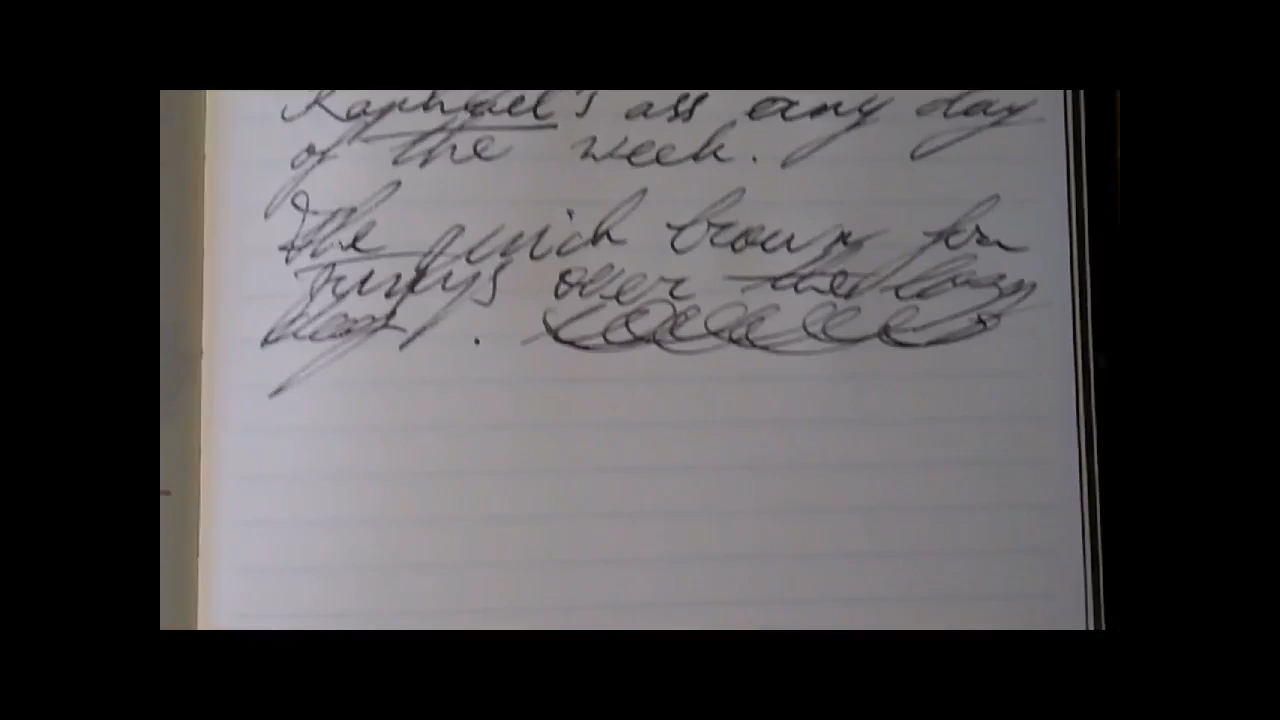 Raphael's ass any day
of the week.
The quick brown fox
jumps over the lazy
dog.